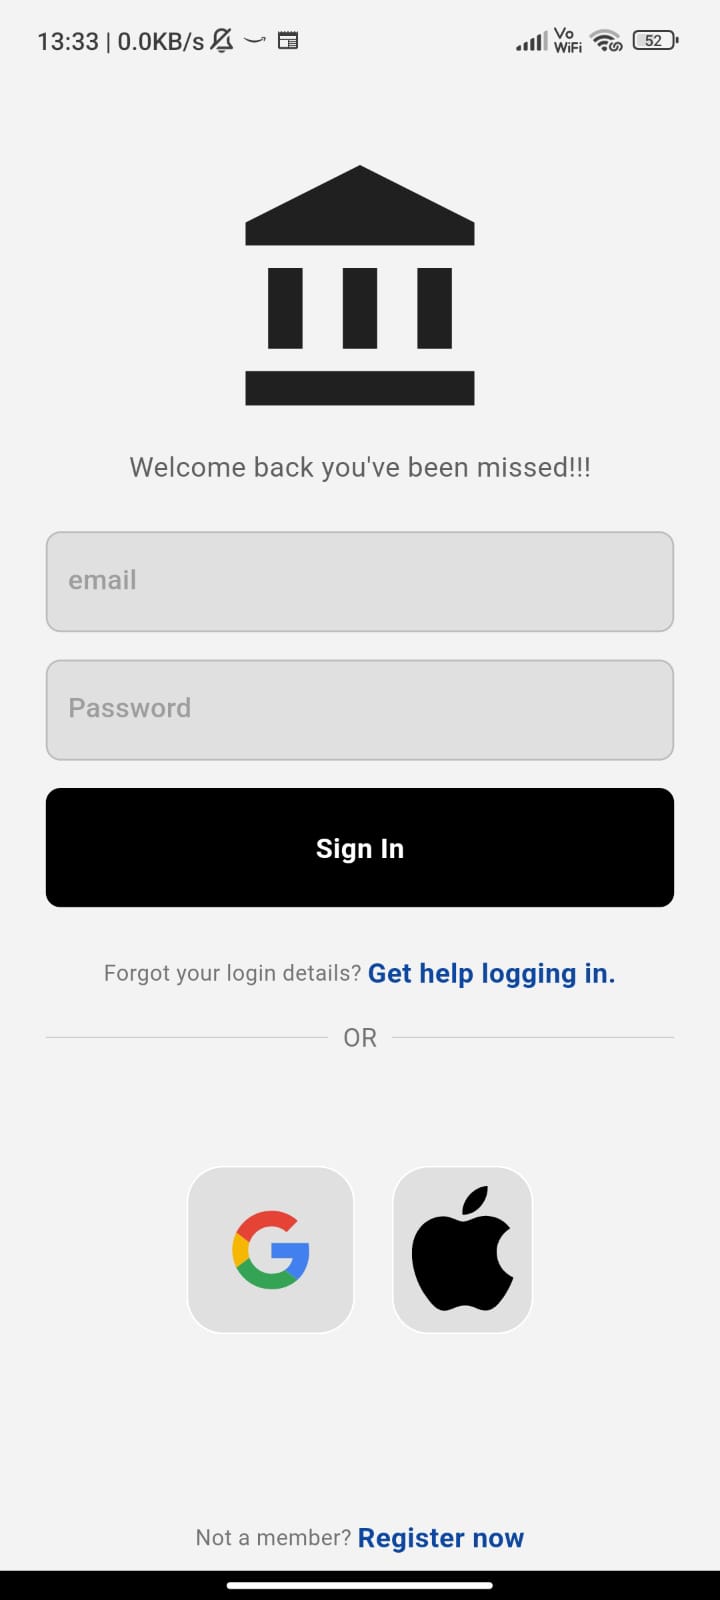 13:33 | 0.0KB/s Vo WiFi 52
Welcome back you've been missed!!!
email
Password
Sign In
Forgot your login details? Get help logging in.
OR
Not a member? Register now